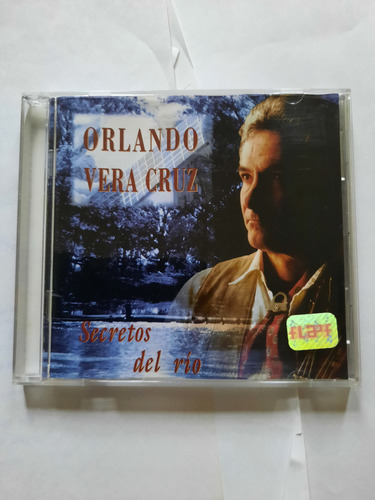 ORLANDO
VERA CRUZ
Secretos
del río